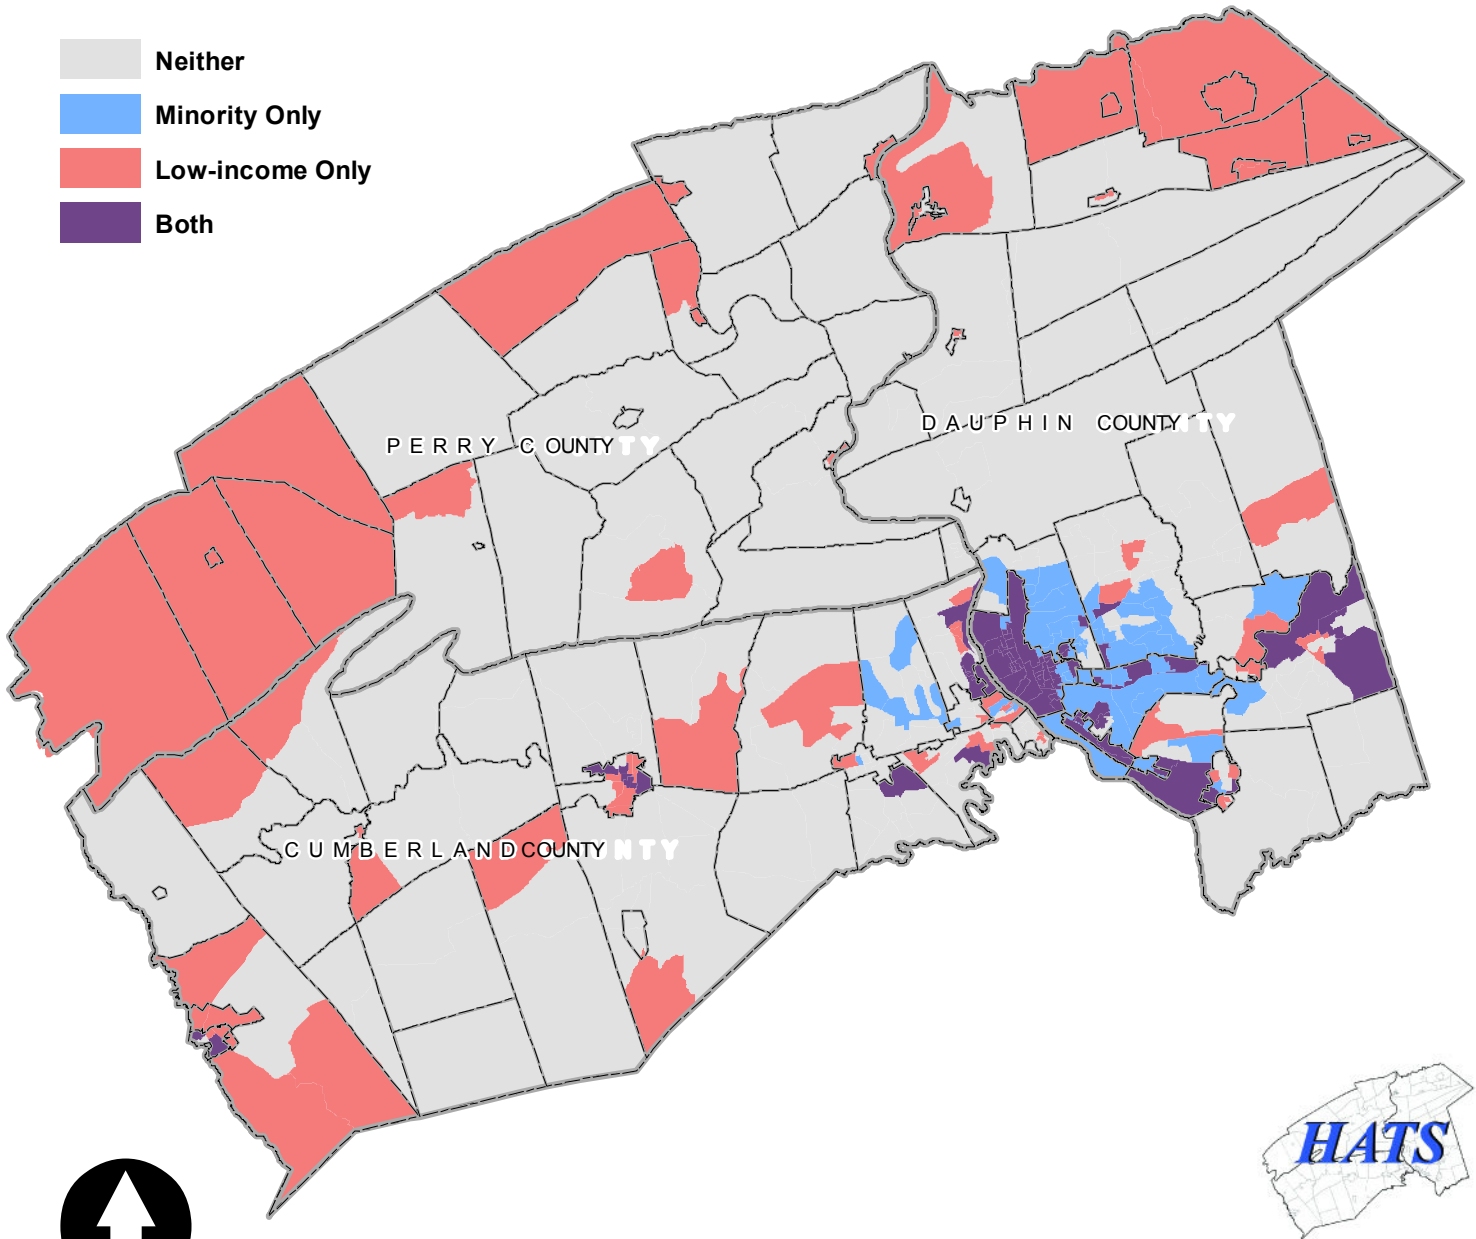 Neither
Minority Only
Low-income Only
Both
DAUPHIN COUNTY
PERRY COUNTY
CUMBERLAND COUNTY
HATS